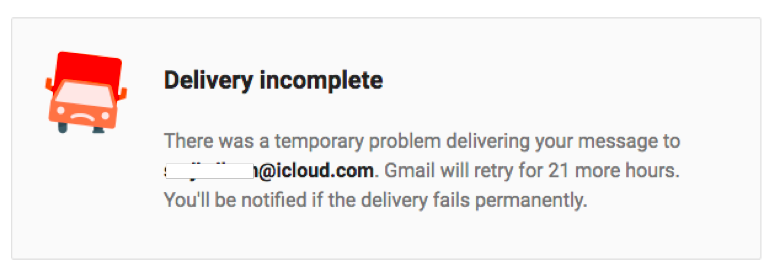 Delivery incomplete
There was a temporary problem delivering your message to
@icloud.com. Gmail will retry for 21 more hours.
You'll be notified if the delivery fails permanently.